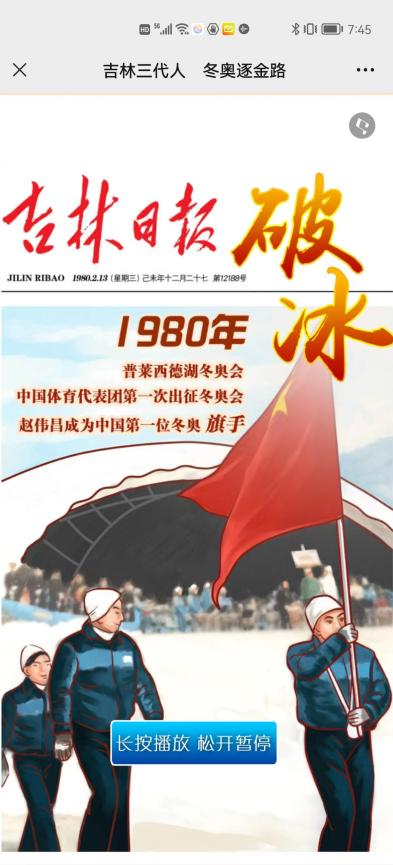 HD 5G 7:45
吉林三代人 冬奥逐金路
吉林日报
破冰
JILIN RIBAO 1980.2.13(星期三)己未年十二月二十七 第12188号
1980年
普莱西德湖冬奥会
中国体育代表团第一次出征冬奥会
赵伟昌成为中国第一位冬奥 旗手
长按播放 松开暂停